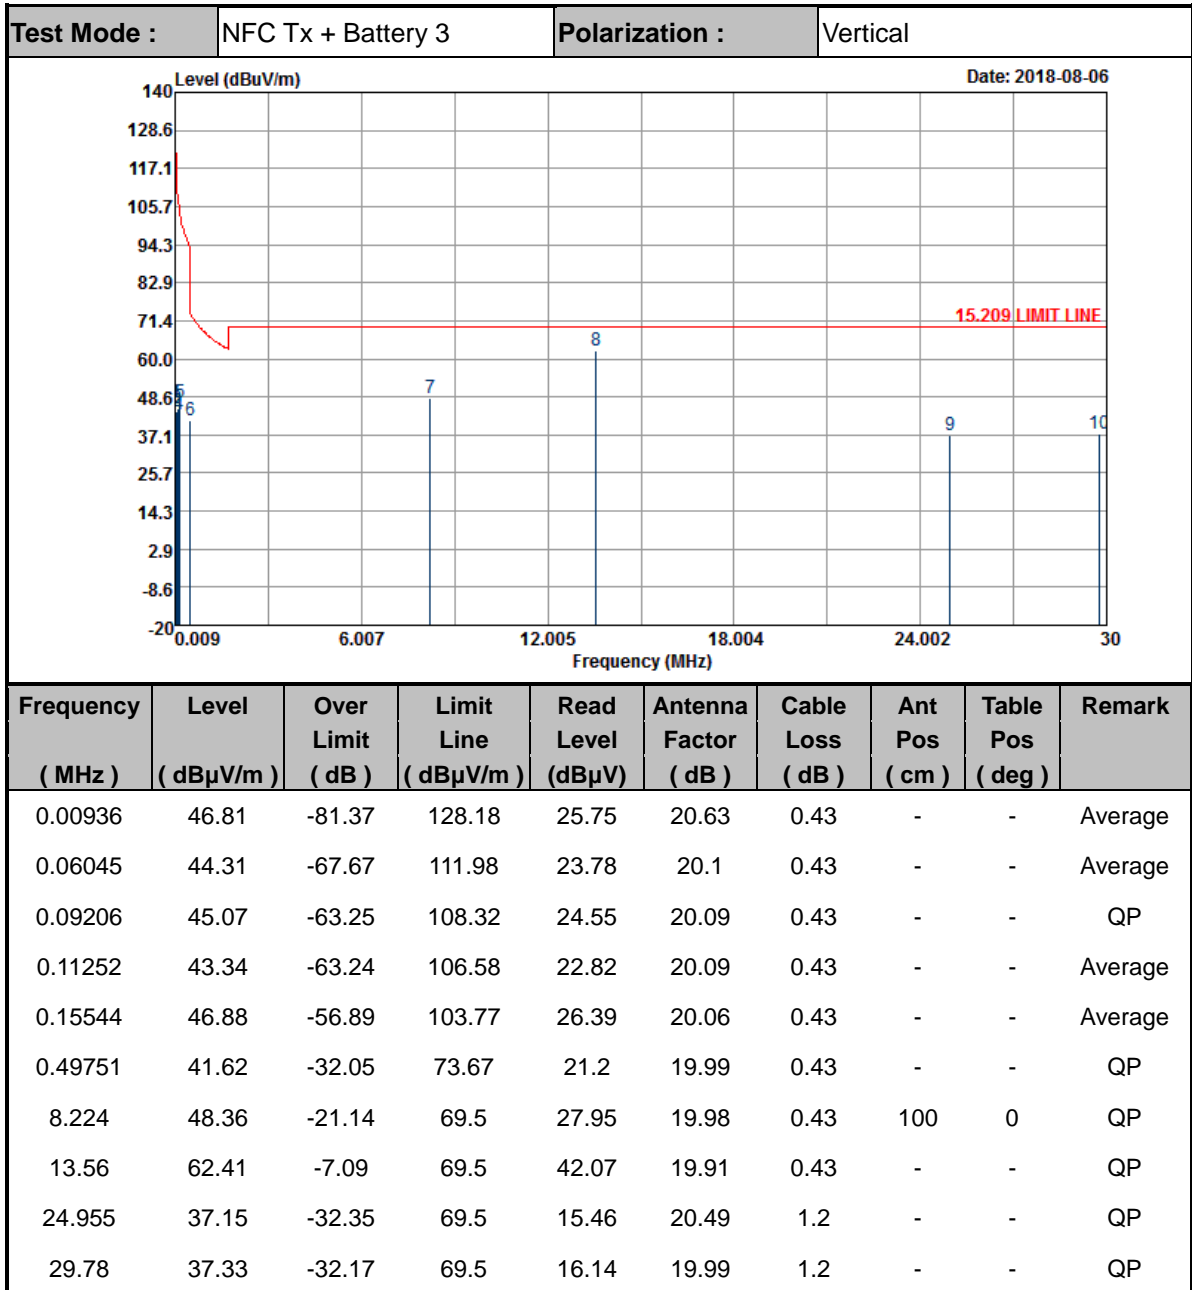 Test Mode : NFC Tx + Battery 3 Polarization : Vertical
Level (dBuV/m) Date: 2018-08-06
140
128.6
117.1
105.7
94.3
82.9
71.4
60.0
48.6
37.1
25.7
14.3
2.9
-8.6
-20
15.209 LIMIT LINE
5
6
7
8
9
10
0.009 6.007 12.005 18.004 24.002 30
Frequency (MHz)
Frequency Level Over Limit Read Antenna Cable Ant Table Remark
Limit Line Level Factor Loss Pos Pos
( MHz ) ( dBµV/m ) ( dB ) ( dBµV/m ) (dBµV) ( dB ) ( dB ) ( cm ) ( deg )
0.00936 46.81 -81.37 128.18 25.75 20.63 0.43 - - Average
0.06045 44.31 -67.67 111.98 23.78 20.1 0.43 - - Average
0.09206 45.07 -63.25 108.32 24.55 20.09 0.43 - - QP
0.11252 43.34 -63.24 106.58 22.82 20.09 0.43 - - Average
0.15544 46.88 -56.89 103.77 26.39 20.06 0.43 - - Average
0.49751 41.62 -32.05 73.67 21.2 19.99 0.43 - - QP
8.224 48.36 -21.14 69.5 27.95 19.98 0.43 100 0 QP
13.56 62.41 -7.09 69.5 42.07 19.91 0.43 - - QP
24.955 37.15 -32.35 69.5 15.46 20.49 1.2 - - QP
29.78 37.33 -32.17 69.5 16.14 19.99 1.2 - - QP